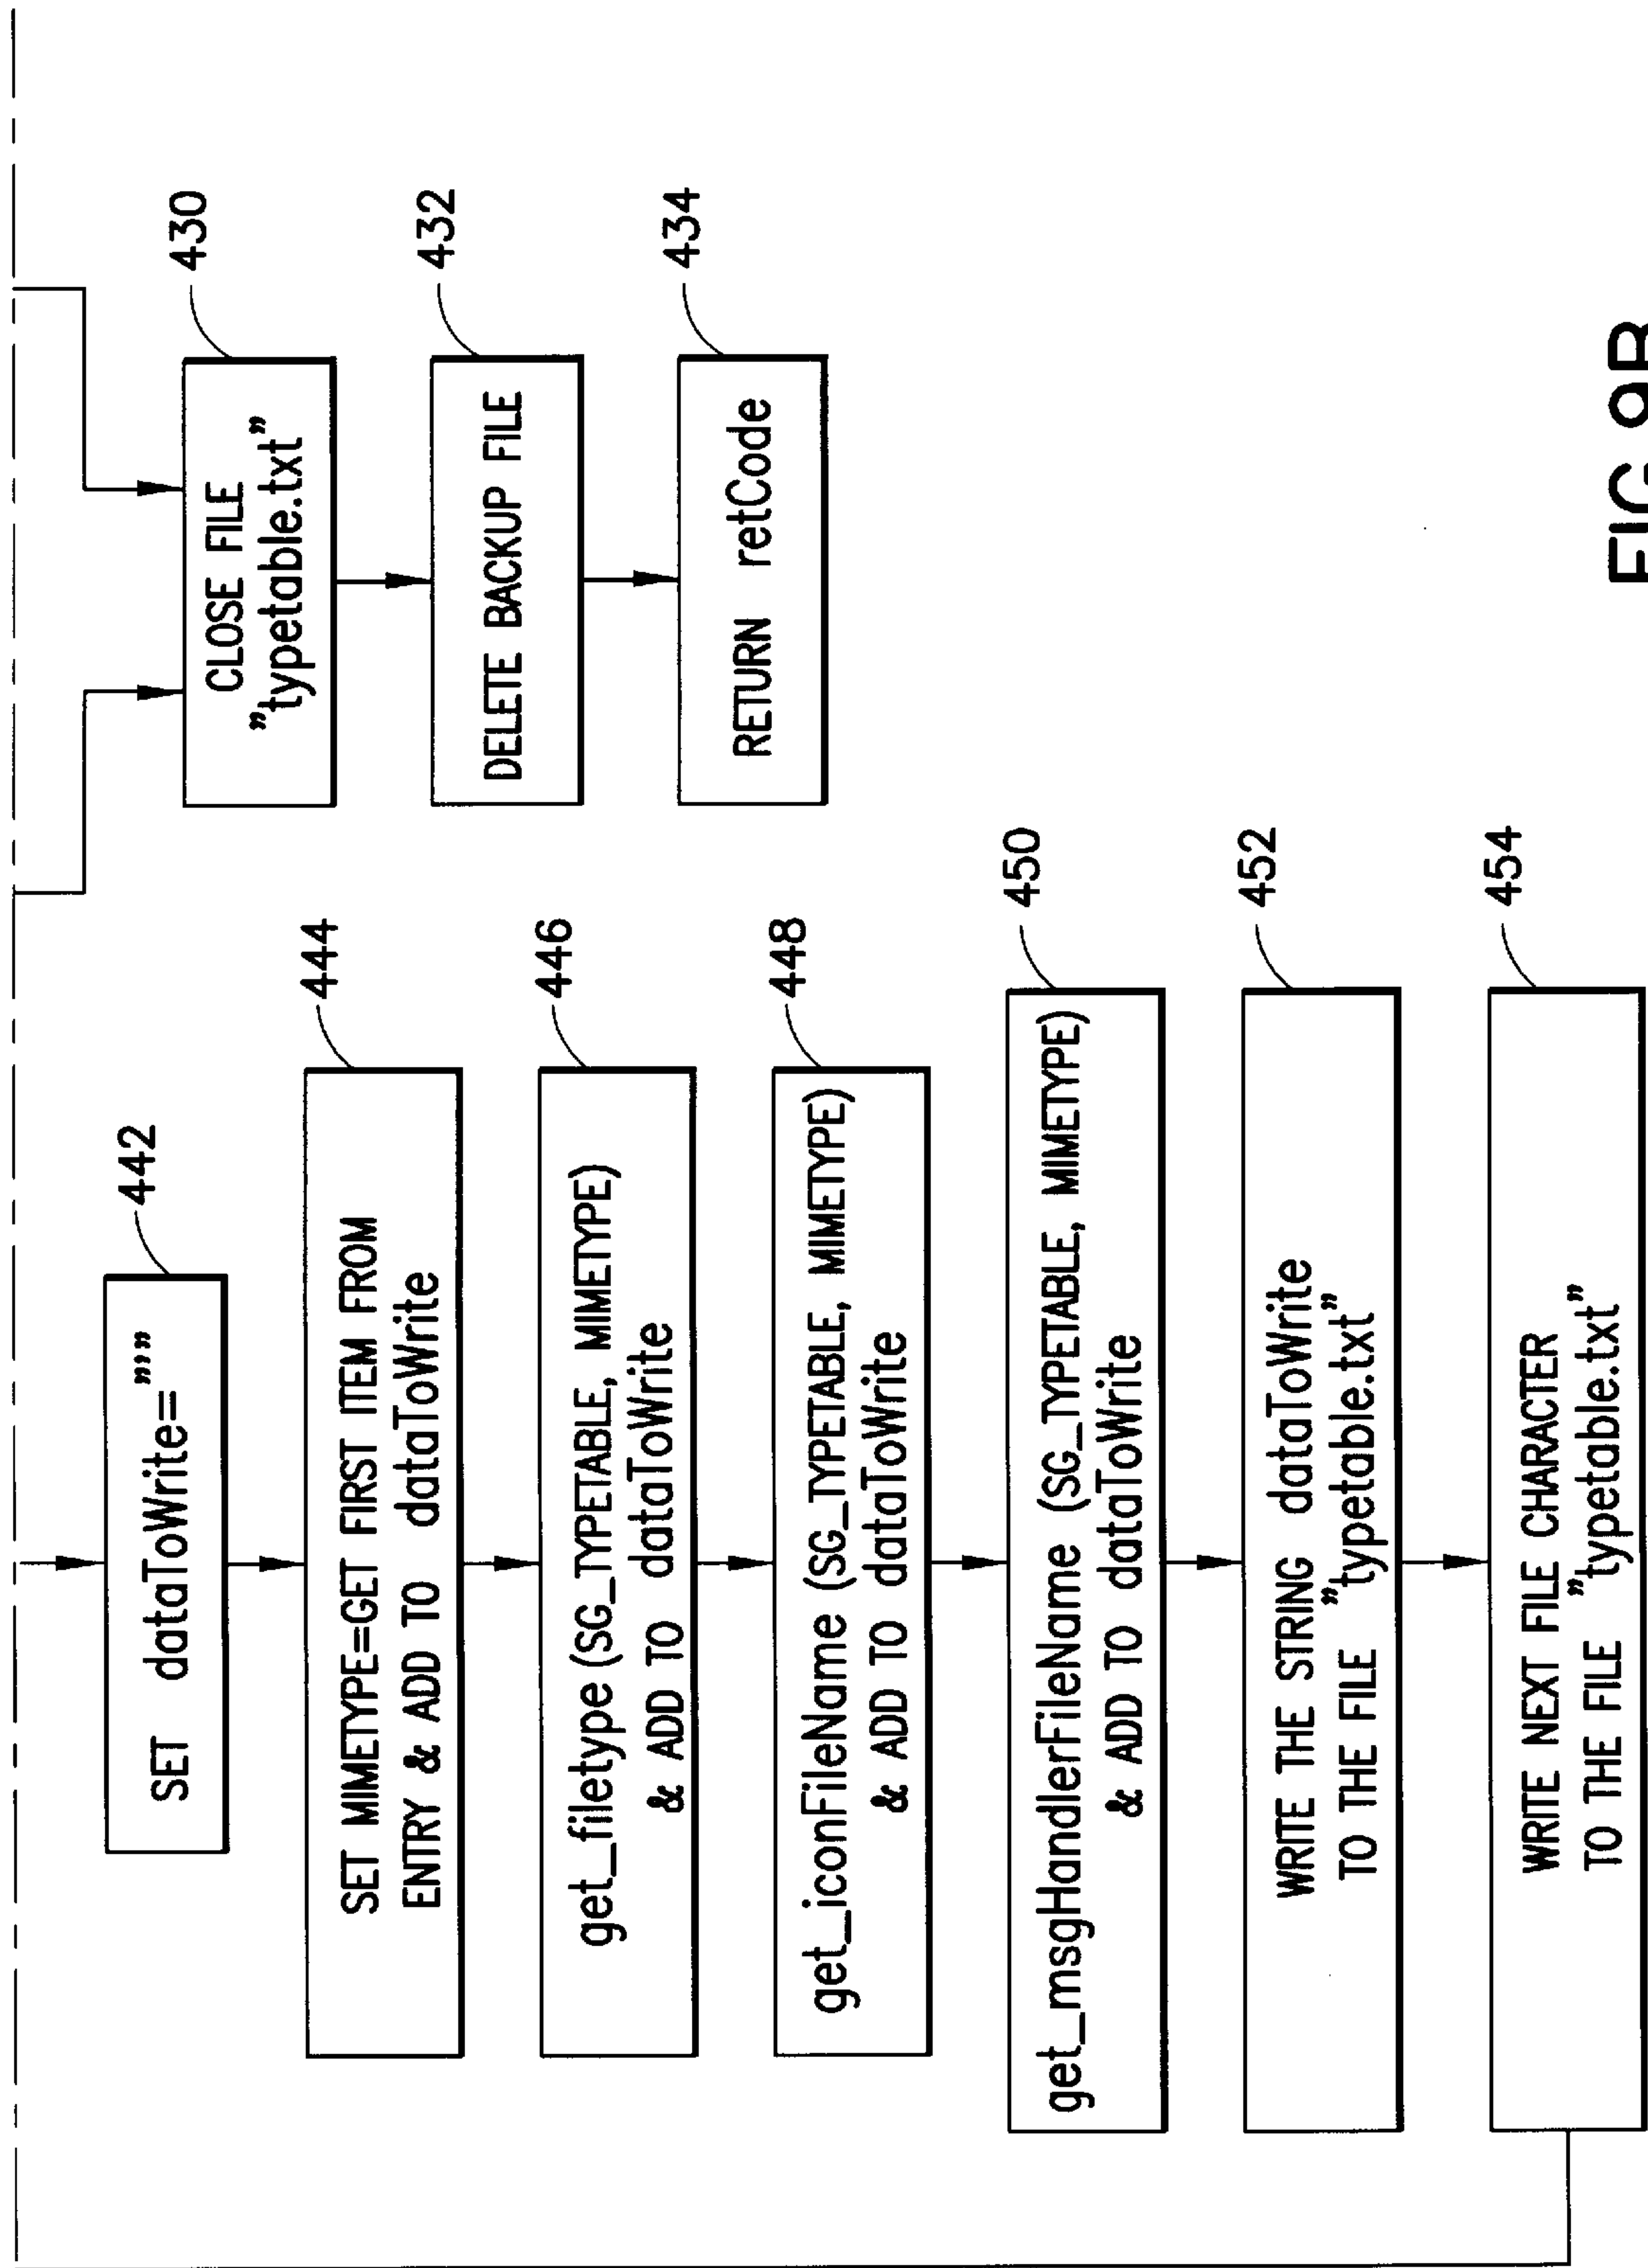 442
SET dataToWrite=””
444
SET MIMETYPE=GET FIRST ITEM FROM
ENTRY & ADD TO dataToWrite
446
get_filetype (SG_TYPETABLE, MIMETYPE)
& ADD TO dataToWrite
448
get_iconFileName (SG_TYPETABLE, MIMETYPE)
& ADD TO dataToWrite
450
get_msgHandlerFileName (SG_TYPETABLE, MIMETYPE)
& ADD TO dataToWrite
452
WRITE THE STRING dataToWrite
TO THE FILE ”typetable.txt”
454
WRITE NEXT FILE CHARACTER
TO THE FILE ”typetable.txt”
430
CLOSE FILE
”typetable.txt”
432
DELETE BACKUP FILE
434
RETURN retCode
FIG